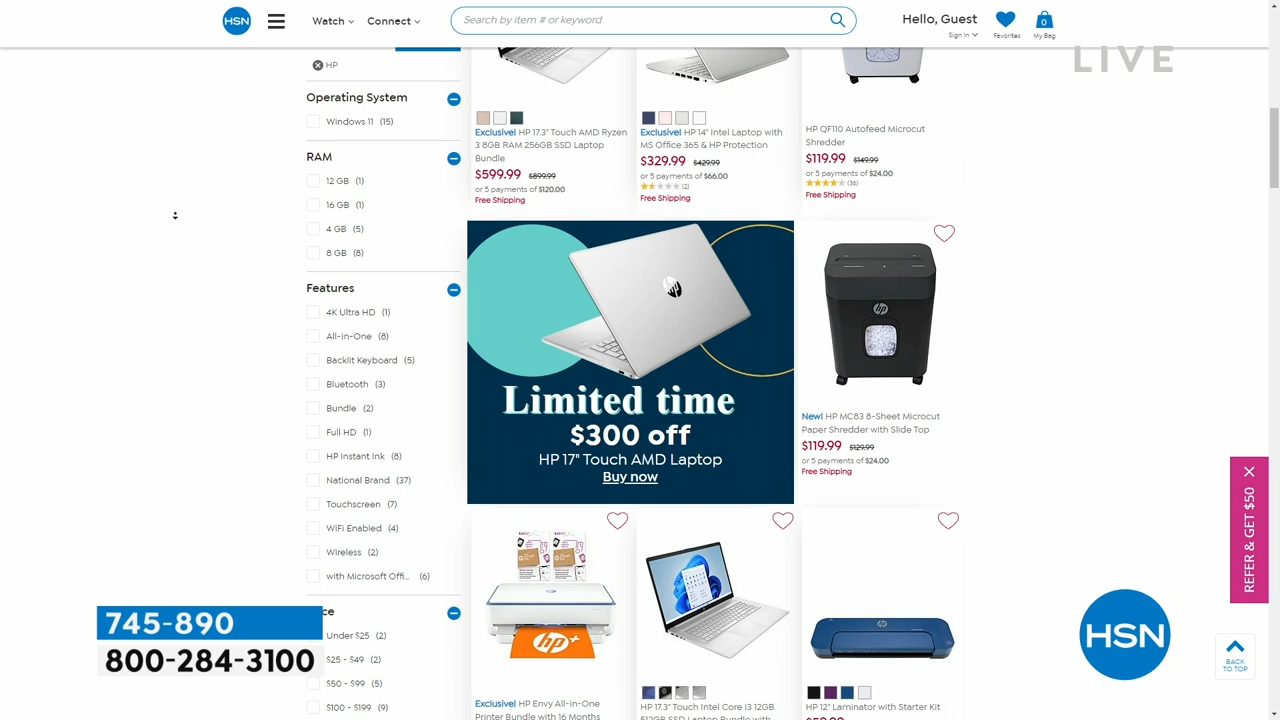 HSN
Watch
Connect
Search by item # or keyword
Hello, Guest
Sign In
Favorites
0
My Bag
LIVE
HP
Operating System
Windows 11 (15)
RAM
12 GB (1)
16 GB (1)
4 GB (5)
8 GB (8)
Features
4K Ultra HD (1)
All-In-One (8)
Backlit Keyboard (5)
Bluetooth (3)
Bundle (2)
Full HD (1)
HP Instant Ink (8)
National Brand (37)
Touchscreen (7)
WiFi Enabled (4)
Wireless (2)
with Microsoft Offi... (6)
ce
Under $25 (2)
$25 - $49 (2)
$50 - $99 (5)
$100 - $199 (9)
Exclusive! HP 17.3" Touch AMD Ryzen
3 8GB RAM 256GB SSD Laptop
Bundle
$599.99 $899.99
or 5 payments of $120.00
Free Shipping
Exclusive! HP 14" Intel Laptop with
MS Office 365 & HP Protection
$329.99 $429.99
or 5 payments of $66.00
(2)
Free Shipping
HP QF110 Autofeed Microcut
Shredder
$119.99 $149.99
or 5 payments of $24.00
(36)
Free Shipping
hp
Limited time
$300 off
HP 17" Touch AMD Laptop
Buy now
hp
New! HP MC83 8-Sheet Microcut
Paper Shredder with Slide Top
$119.99 $129.99
or 5 payments of $24.00
Free Shipping
hp+
Exclusive! HP Envy All-in-One
Printer Bundle with 16 Months
HP 17.3" Touch Intel Core i3 12GB
512GB SSD Laptop Bundle with
hp
HP 12" Laminator with Starter Kit
REFER & GET $50
745-890
800-284-3100
HSN
BACK
TO TOP